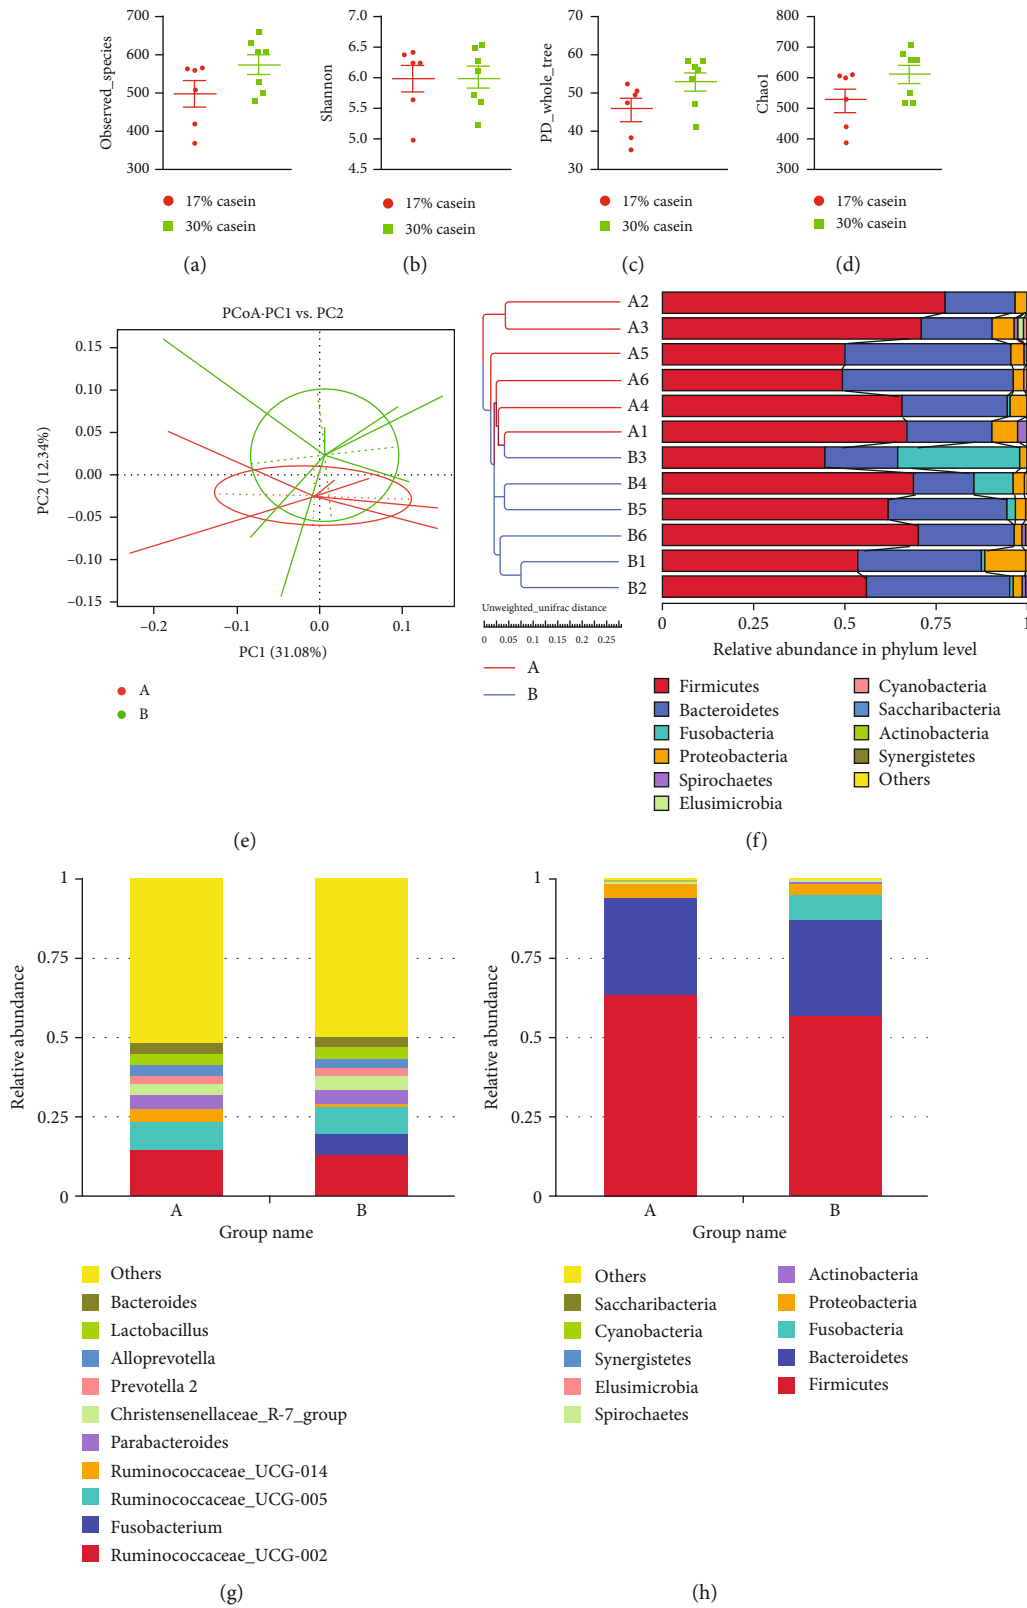 700
600
500
400
300
Observed_species
17% casein
30% casein
(a)
7.0
6.5
6.0
5.5
5.0
4.5
Shannon
17% casein
30% casein
(b)
70
60
50
40
30
PD_whole_tree
17% casein
30% casein
(c)
800
700
600
500
400
300
Chao1
17% casein
30% casein
(d)
PCoA-PC1 vs. PC2
0.15
0.10
0.05
0.00
−0.05
−0.10
−0.15
PC2 (12.34%)
−0.2
−0.1
0.0
0.1
PC1 (31.08%)
A
B
(e)
A2
A3
A5
A6
A4
A1
B3
B4
B5
B6
B1
B2
Unweighted_unifrac distance
0 0.05 0.1 0.15 0.2 0.25
A
B
0 0.25 0.5 0.75 1
Relative abundance in phylum level
Firmicutes
Bacteroidetes
Fusobacteria
Proteobacteria
Spirochaetes
Elusimicrobia
Cyanobacteria
Saccharibacteria
Actinobacteria
Synergistetes
Others
(f)
1
0.75
0.5
0.25
0
Relative abundance
A
B
Group name
Others
Bacteroides
Lactobacillus
Alloprevotella
Prevotella 2
Christensenellaceae_R-7_group
Parabacteroides
Ruminococcaceae_UCG-014
Ruminococcaceae_UCG-005
Fusobacterium
Ruminococcaceae_UCG-002
(g)
1
0.75
0.5
0.25
0
Relative abundance
A
B
Group name
Others
Saccharibacteria
Cyanobacteria
Synergistetes
Elusimicrobia
Spirochaetes
Actinobacteria
Proteobacteria
Fusobacteria
Bacteroidetes
Firmicutes
(h)